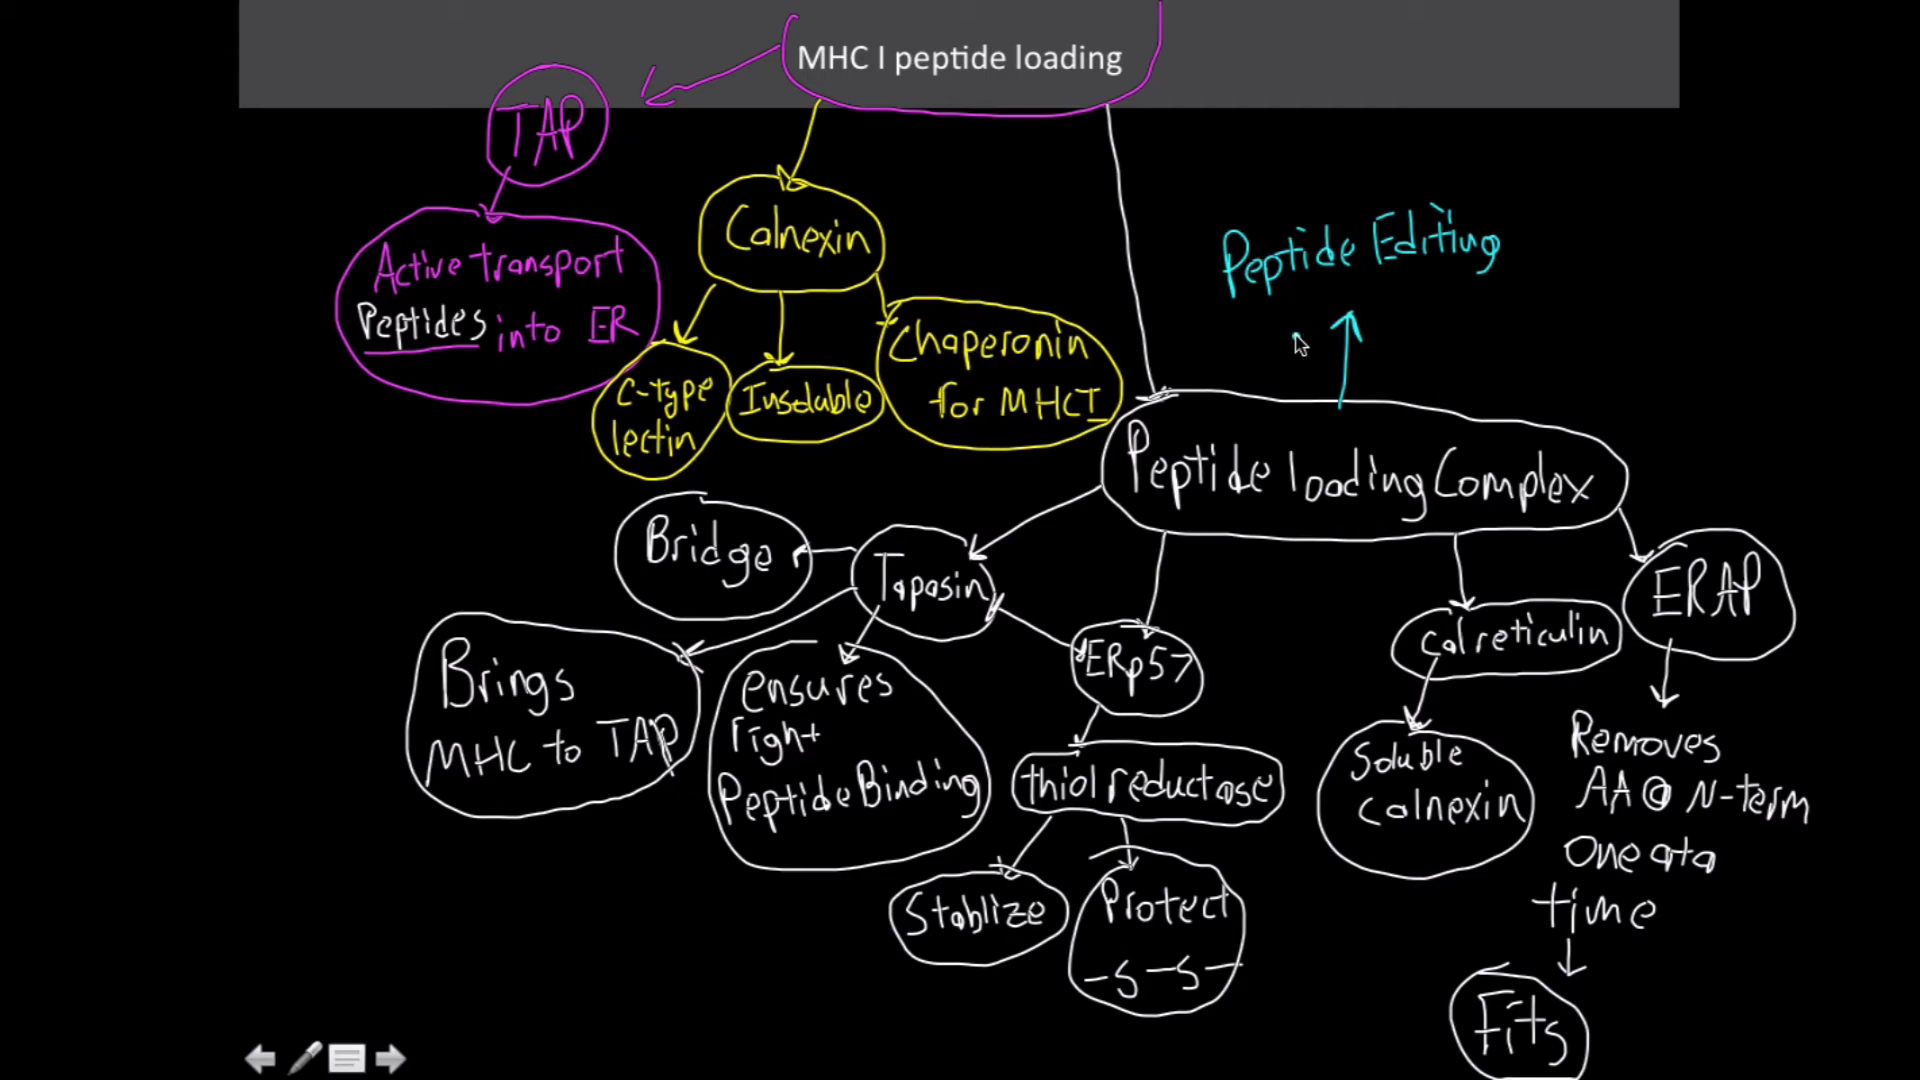 MHC I peptide loading
TAP
Active transport
Peptides into ER
Calnexin
C-type
lectin
Insoluble
Chaperonin
for MHCI
Peptide Editing
Peptide loading Complex
Bridge
Tapasin
Brings
MHC to TAP
ensures
right
Peptide Binding
ERp57
thiol reductase
Stablize
Protect
-S-S-
calreticulin
Soluble
calnexin
ERAP
Removes
AA @ N-term
One at a
time
Fits